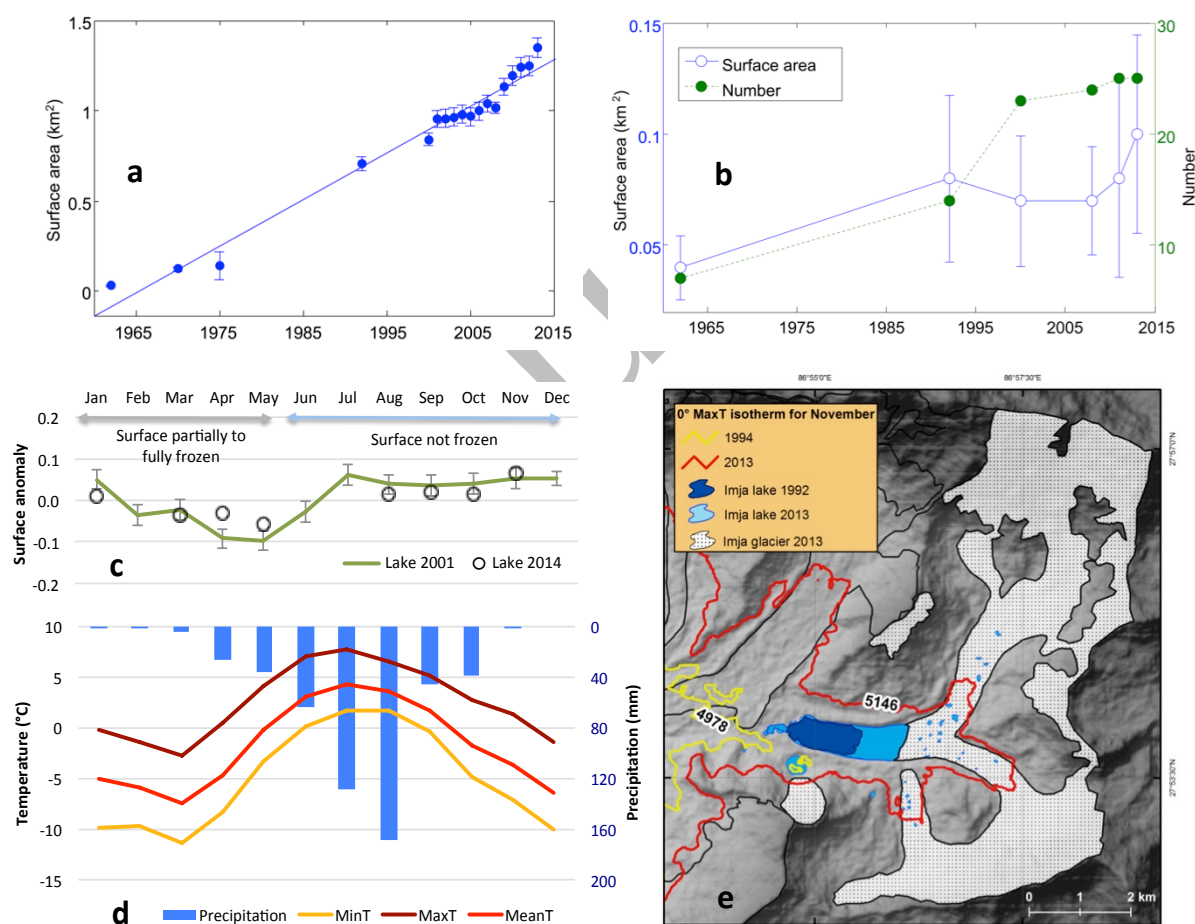 1.5
1
0.5
0
Surface area (km²)
a
1965 1975 1985 1995 2005 2015
0.15
0.1
0.05
Surface area (km²)
Surface area
Number
b
30
20
10
Number
1965 1975 1985 1995 2005 2015
Jan Feb Mar Apr May Jun Jul Aug Sep Oct Nov Dec
0.2
0.1
0.0
-0.1
-0.2
Surface anomaly
Surface partially to
fully frozen
Surface not frozen
c
Lake 2001
Lake 2014
10
5
0
-5
-10
-15
Temperature (°C)
0
40
80
120
160
200
Precipitation (mm)
d
Precipitation MinT MaxT MeanT
86°55'0"E 86°57'30"E
0° MaxT isotherm for November
1994
2013
Imja lake 1992
Imja lake 2013
Imja glacier 2013
27°57'0"N
27°53'30"N
5146
4978
e
0 1 2 km